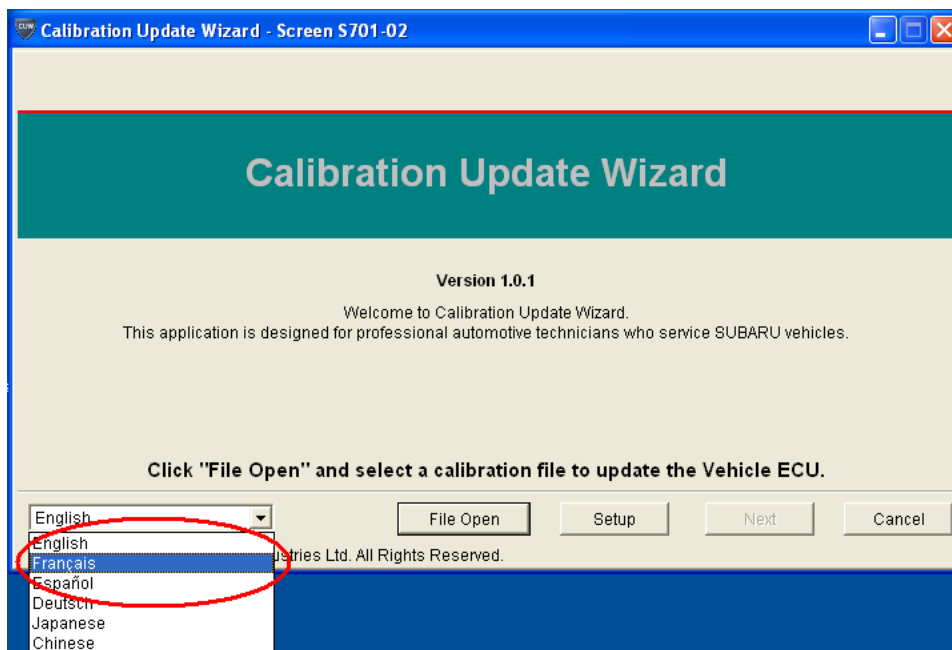 CUW Calibration Update Wizard - Screen S701-02
Calibration Update Wizard
Version 1.0.1
Welcome to Calibration Update Wizard.
This application is designed for professional automotive technicians who service SUBARU vehicles.
Click "File Open" and select a calibration file to update the Vehicle ECU.
English File Open Setup Next Cancel
English
ustries Ltd. All Rights Reserved.
Français
Español
Deutsch
Japanese
Chinese